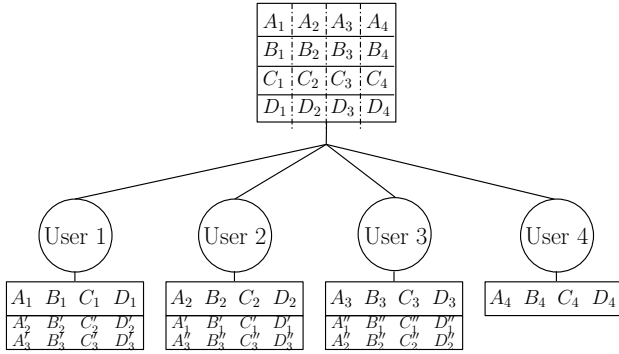 A₁ A₂ A₃ A₄
B₁ B₂ B₃ B₄
C₁ C₂ C₃ C₄
D₁ D₂ D₃ D₄
User 1
User 2
User 3
User 4
A₁ B₁ C₁ D₁
A′₂ B′₂ C′₂ D′₂
A′₃ B′₃ C′₃ D′₃
A₂ B₂ C₂ D₂
A′₁ B′₁ C′₁ D′₁
A″₃ B″₃ C″₃ D″₃
A₃ B₃ C₃ D₃
A″₁ B″₁ C″₁ D″₁
A″₂ B″₂ C″₂ D″₂
A₄ B₄ C₄ D₄